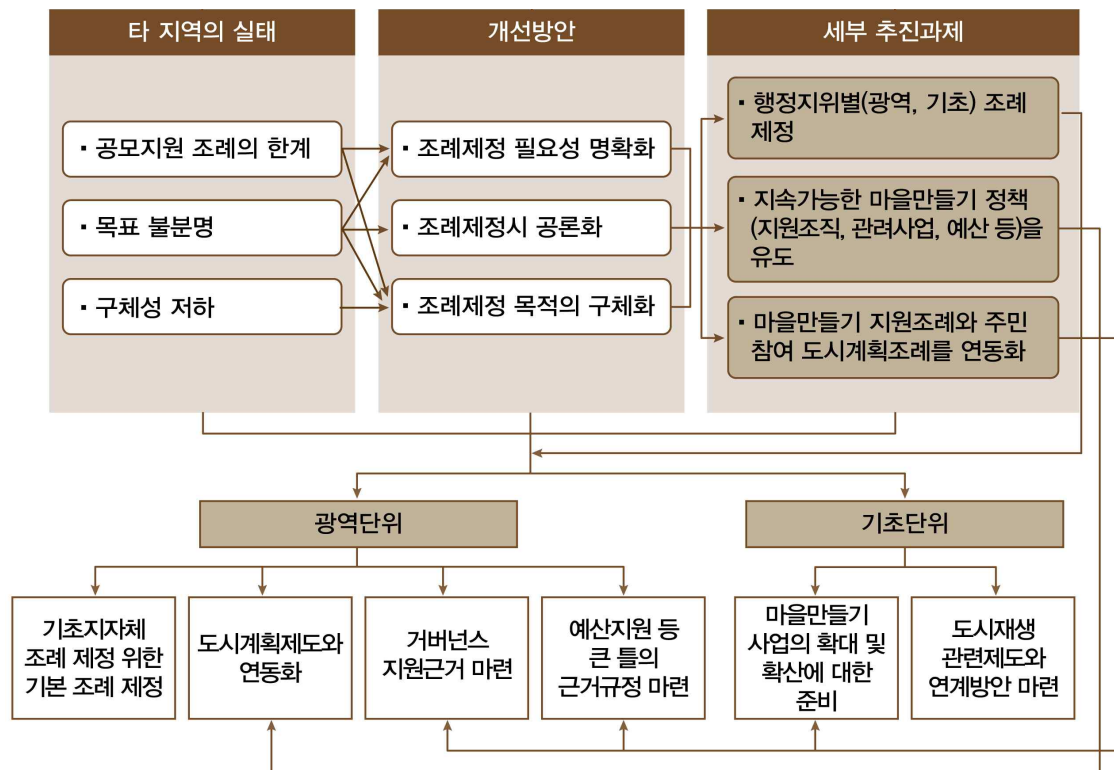 타 지역의 실태
개선방안
세부 추진과제
▪ 공모지원 조례의 한계
▪ 목표 불분명
▪ 구체성 저하
▪ 조례제정 필요성 명확화
▪ 조례제정시 공론화
▪ 조례제정 목적의 구체화
▪ 행정지위별(광역, 기초) 조례
제정
▪ 지속가능한 마을만들기 정책
(지원조직, 관려사업, 예산 등)을
유도
▪ 마을만들기 지원조례와 주민
참여 도시계획조례를 연동화
광역단위
기초단위
기초지자체
조례 제정 위한
기본 조례 제정
도시계획제도와
연동화
거버넌스
지원근거 마련
예산지원 등
큰 틀의
근거규정 마련
마을만들기
사업의 확대 및
확산에 대한
준비
도시재생
관련제도와
연계방안 마련